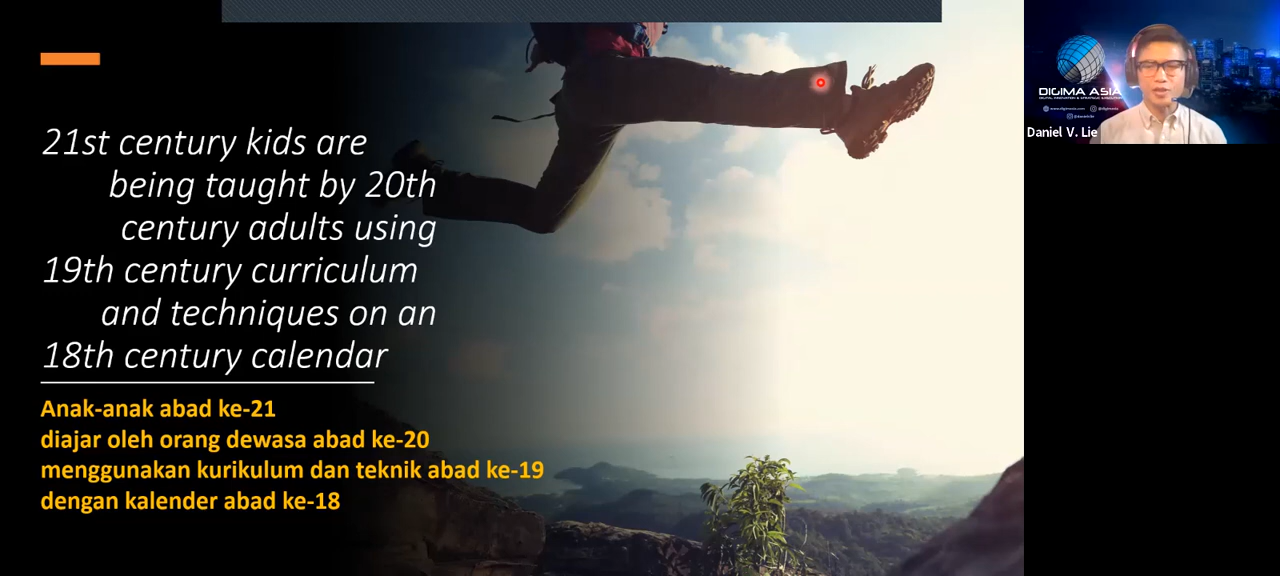 21st century kids are
being taught by 20th
century adults using
19th century curriculum
and techniques on an
18th century calendar
Anak-anak abad ke-21
diajar oleh orang dewasa abad ke-20
menggunakan kurikulum dan teknik abad ke-19
dengan kalender abad ke-18
DIGIMA ASIA
Daniel V. Lie